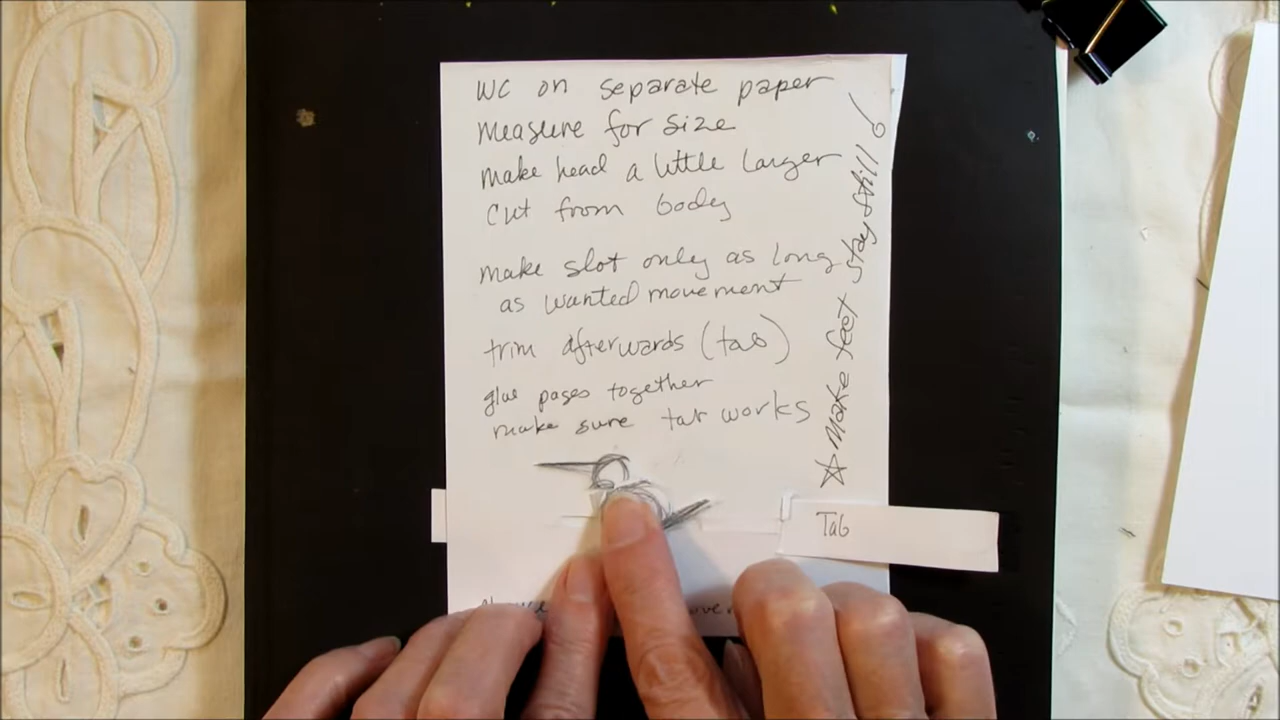 WC on separate paper
measure for size
make head a little larger
cut from body
make slot only as long
as wanted movement
trim afterwards (tab)
glue pages together
make sure tab works
☆ Make feet stay still!
Tab